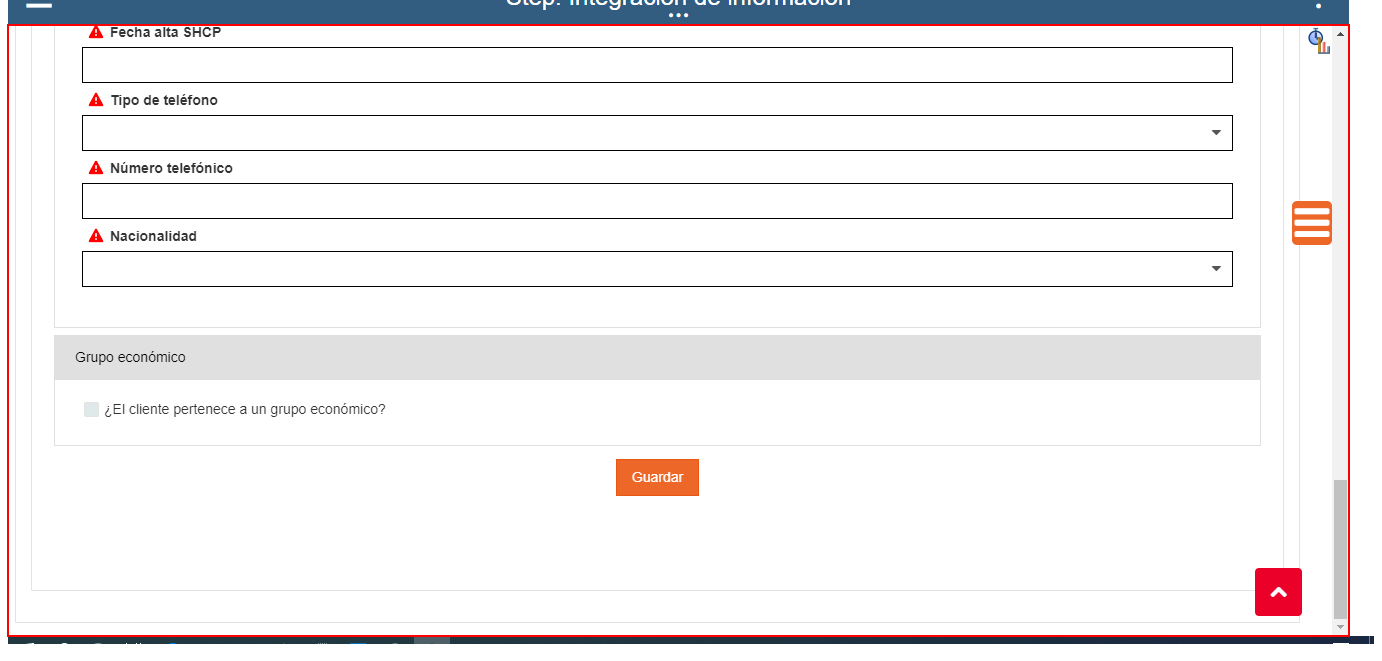 Step: Integración de información
Fecha alta SHCP
Tipo de teléfono
Número telefónico
Nacionalidad
Grupo económico
¿El cliente pertenece a un grupo económico?
Guardar